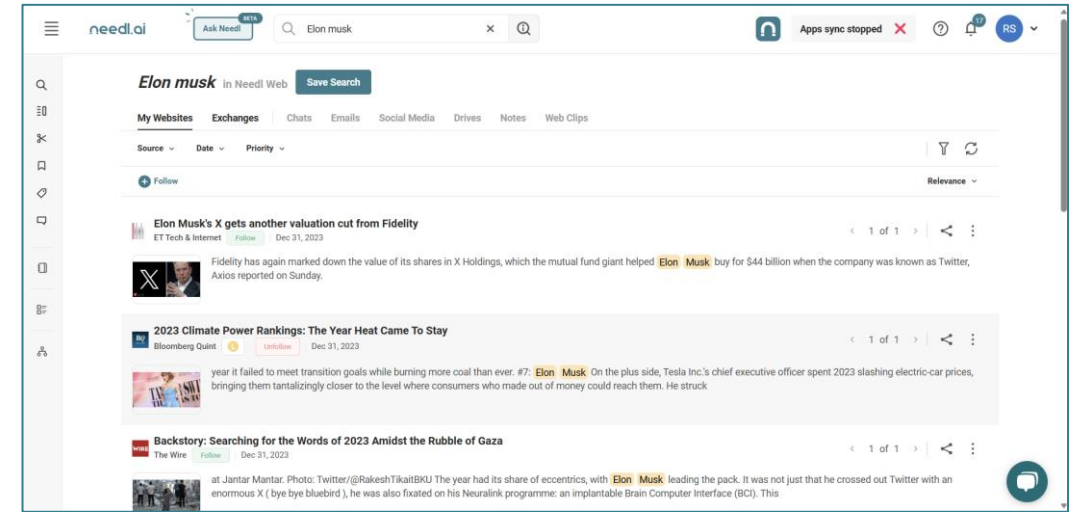 needl.ai
Ask Needl
BETA
Elon musk
Apps sync stopped
17
RS
Elon musk in Needl Web Save Search
My Websites Exchanges Chats Emails Social Media Drives Notes Web Clips
Source Date Priority
Follow
Relevance
Elon Musk's X gets another valuation cut from Fidelity
ET Tech & Internet Follow Dec 31, 2023
1 of 1
Fidelity has again marked down the value of its shares in X Holdings, which the mutual fund giant helped Elon Musk buy for $44 billion when the company was known as Twitter,
Axios reported on Sunday.
2023 Climate Power Rankings: The Year Heat Came To Stay
Bloomberg Quint L Unfollow Dec 31, 2023
1 of 1
year it failed to meet transition goals while burning more coal than ever. #7: Elon Musk On the plus side, Tesla Inc.'s chief executive officer spent 2023 slashing electric-car prices,
bringing them tantalizingly closer to the level where consumers who made out of money could reach them. He struck
Backstory: Searching for the Words of 2023 Amidst the Rubble of Gaza
WIRE
The Wire Follow Dec 31, 2023
1 of 1
at Jantar Mantar. Photo: Twitter/@RakeshTikaitBKU The year had its share of eccentrics, with Elon Musk leading the pack. It was not just that he crossed out Twitter with an
enormous X ( bye bye bluebird ), he was also fixated on his Neuralink programme: an implantable Brain Computer Interface (BCI). This